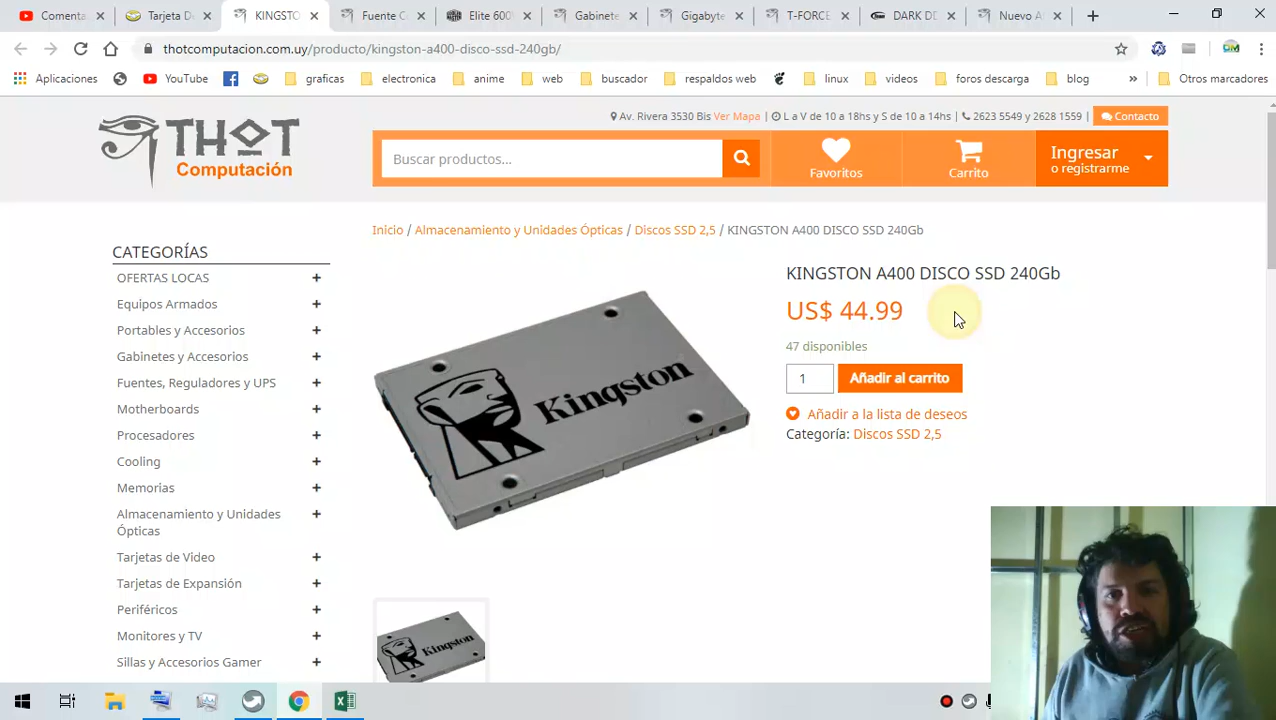 Comenta
Tarjeta D
KINGSTO
Fuente C
Elite 600
Gabinete
Gigabyte
T-FORCE
DARK DD
Nuevo A
thotcomputacion.com.uy/producto/kingston-a400-disco-ssd-240gb/
Aplicaciones
YouTube
graficas
electronica
anime
web
buscador
respaldos web
linux
videos
foros descarga
blog
»
Otros marcadores
THOT
Computación
Av. Rivera 3530 Bis Ver Mapa | L a V de 10 a 18hs y S de 10 a 14hs | 2623 5549 y 2628 1559 |
Contacto
Buscar productos...
Favoritos
Carrito
Ingresar
o registrarme
Inicio / Almacenamiento y Unidades Ópticas / Discos SSD 2,5 / KINGSTON A400 DISCO SSD 240Gb
CATEGORÍAS
OFERTAS LOCAS +
Equipos Armados +
Portables y Accesorios +
Gabinetes y Accesorios +
Fuentes, Reguladores y UPS +
Motherboards +
Procesadores +
Cooling +
Memorias +
Almacenamiento y Unidades +
Ópticas
Tarjetas de Video +
Tarjetas de Expansión +
Periféricos +
Monitores y TV +
Sillas y Accesorios Gamer +
Kingston
Kingston
KINGSTON A400 DISCO SSD 240Gb
US$ 44.99
47 disponibles
1
Añadir al carrito
Añadir a la lista de deseos
Categoría: Discos SSD 2,5